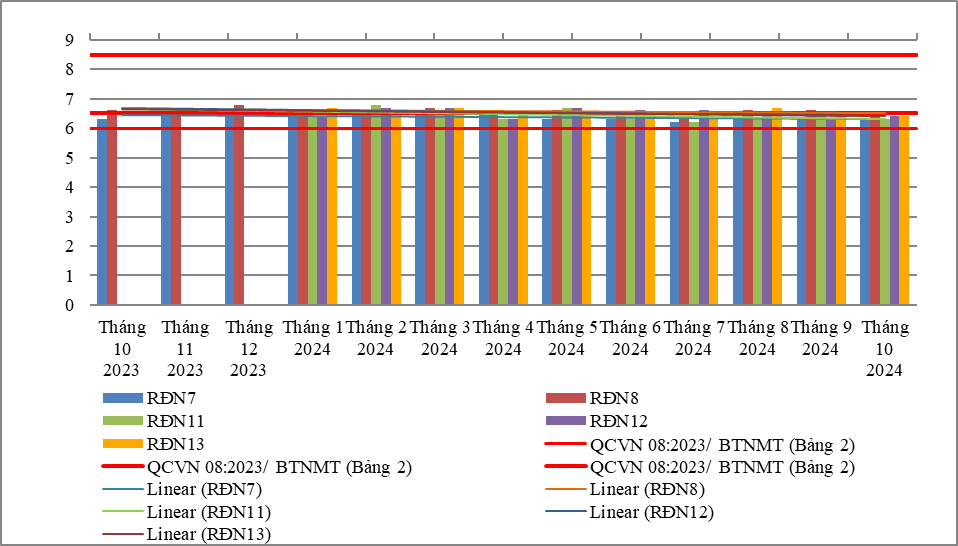 9
8
7
6
5
4
3
2
1
0
Tháng Tháng Tháng Tháng 1 Tháng 2 Tháng 3 Tháng 4 Tháng 5 Tháng 6 Tháng 7 Tháng 8 Tháng 9 Tháng
10 11 12 2024 2024 2024 2024 2024 2024 2024 2024 2024 10
2023 2023 2023 2024
RĐN7 RĐN8
RĐN11 RĐN12
RĐN13 QCVN 08:2023/ BTNMT (Bảng 2)
QCVN 08:2023/ BTNMT (Bảng 2) QCVN 08:2023/ BTNMT (Bảng 2)
Linear (RĐN7) Linear (RĐN8)
Linear (RĐN11) Linear (RĐN12)
Linear (RĐN13)